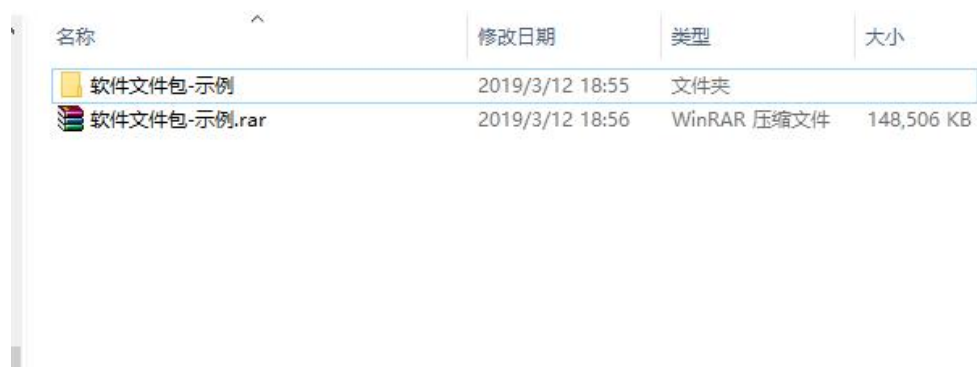 名称 修改日期 类型 大小
软件文件包-示例 2019/3/12 18:55 文件夹
软件文件包-示例.rar 2019/3/12 18:56 WinRAR 压缩文件 148,506 KB